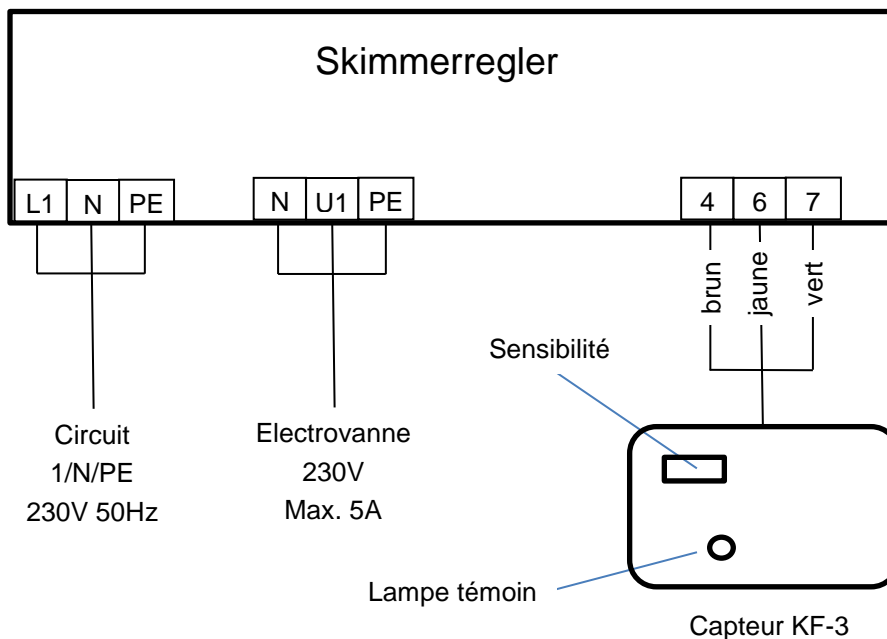 Skimmerregler
L1 N PE
N U1 PE
4 6 7
brun
jaune
vert
Sensibilité
Circuit
1/N/PE
230V 50Hz
Electrovanne
230V
Max. 5A
Lampe témoin
Capteur KF-3